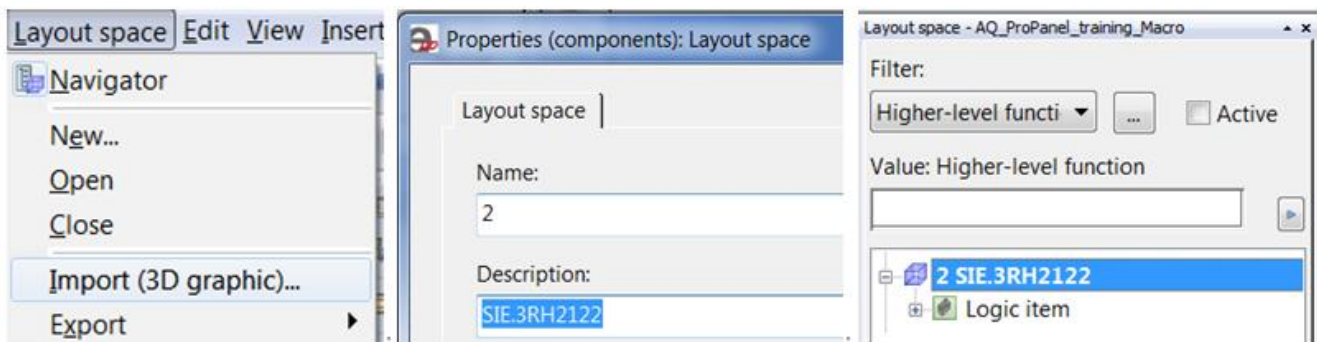 Layout space Edit View Insert
Navigator
New...
Open
Close
Import (3D graphic)...
Export
Properties (components): Layout space
Layout space
Name:
2
Description:
SIE.3RH2122
Layout space - AQ_ProPanel_training_Macro
Filter:
Higher-level functi
...
Active
Value: Higher-level function
2 SIE.3RH2122
Logic item